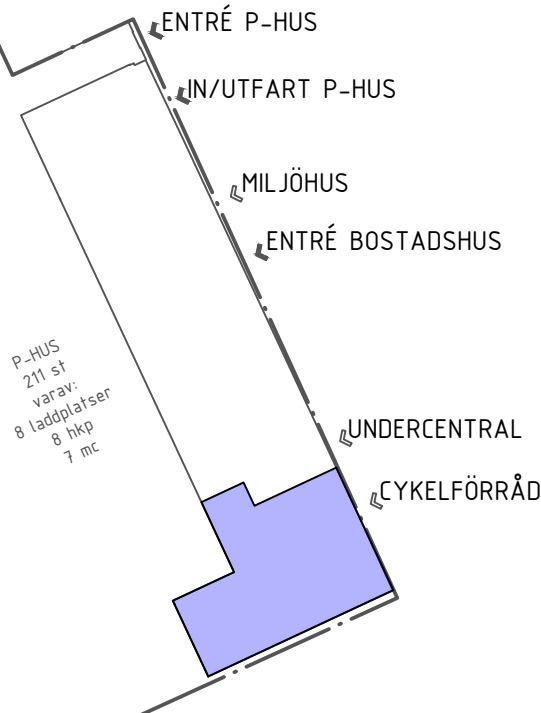 ENTRÉ P-HUS
IN/UTFART P-HUS
MILJÖHUS
ENTRÉ BOSTADSHUS
P-HUS
211 st
varav:
8 laddplatser
8 hkp
7 mc
UNDERCENTRAL
CYKELFÖRRÅD